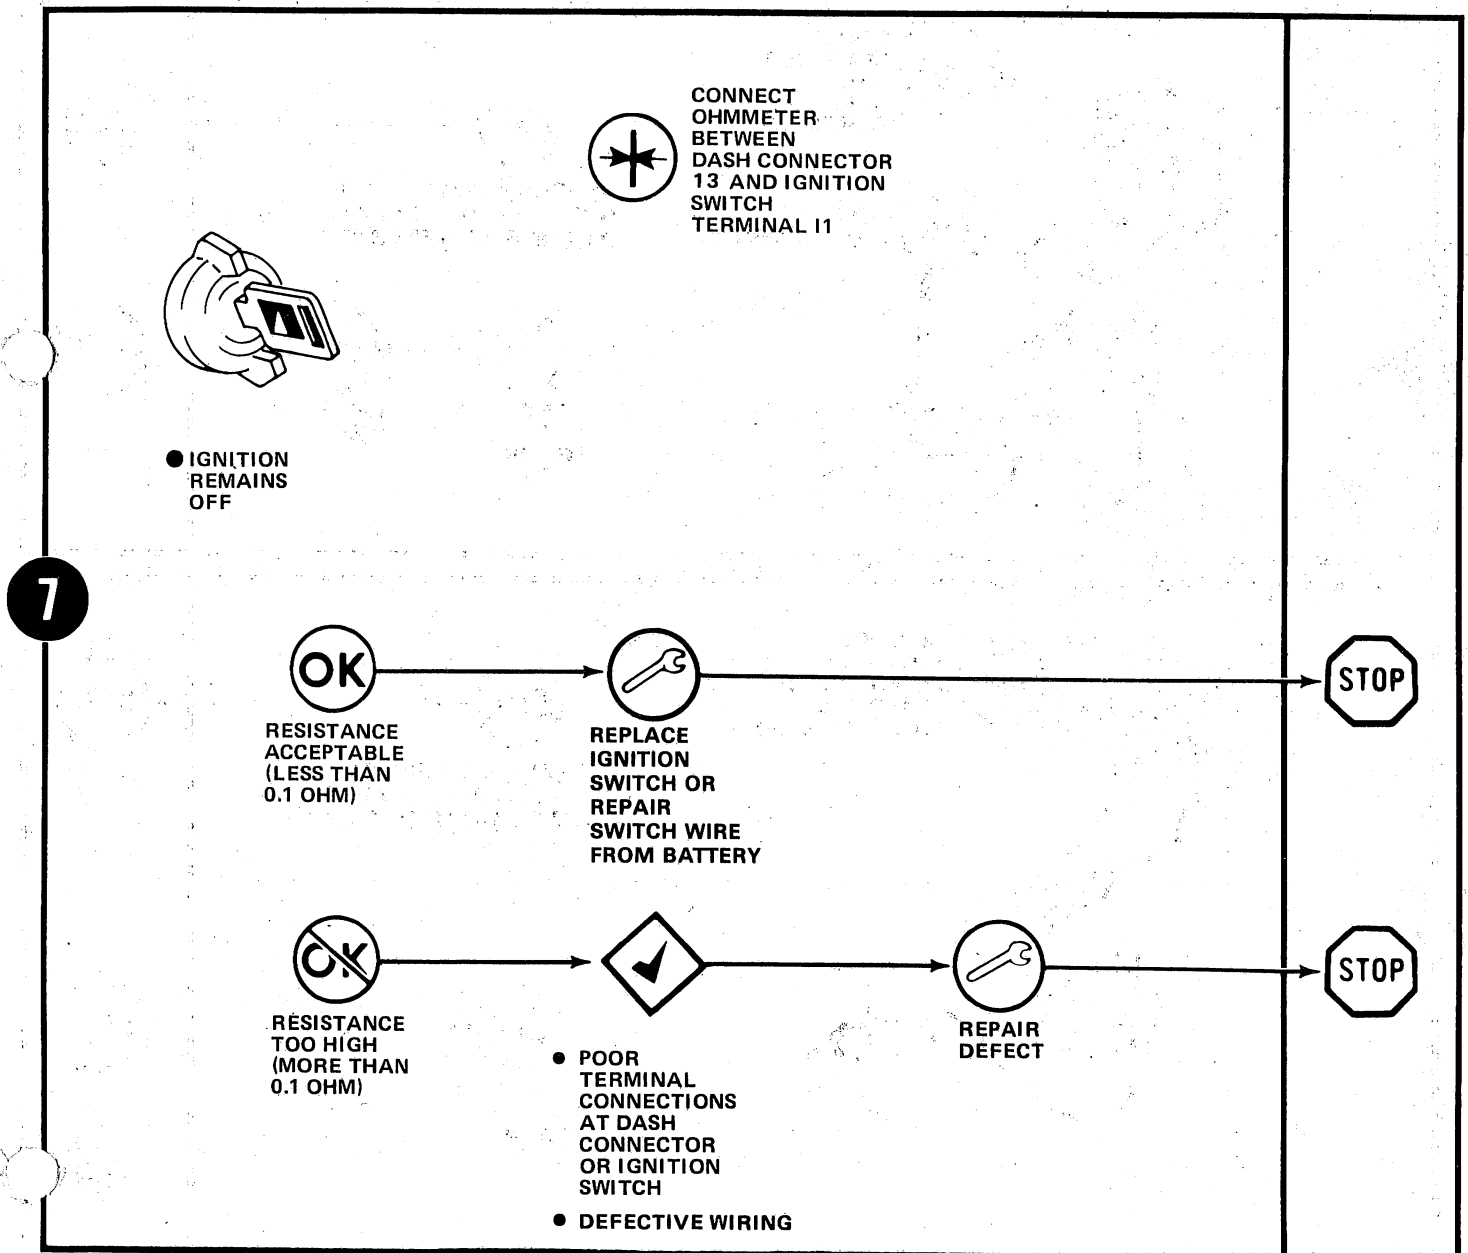 CONNECT
OHMMETER
BETWEEN
DASH CONNECTOR
13 AND IGNITION
SWITCH
TERMINAL I1
● IGNITION
REMAINS
OFF
7
OK
RESISTANCE
ACCEPTABLE
(LESS THAN
0.1 OHM)
REPLACE
IGNITION
SWITCH OR
REPAIR
SWITCH WIRE
FROM BATTERY
STOP
OK
RESISTANCE
TOO HIGH
(MORE THAN
0.1 OHM)
● POOR
TERMINAL
CONNECTIONS
AT DASH
CONNECTOR
OR IGNITION
SWITCH
● DEFECTIVE WIRING
REPAIR
DEFECT
STOP